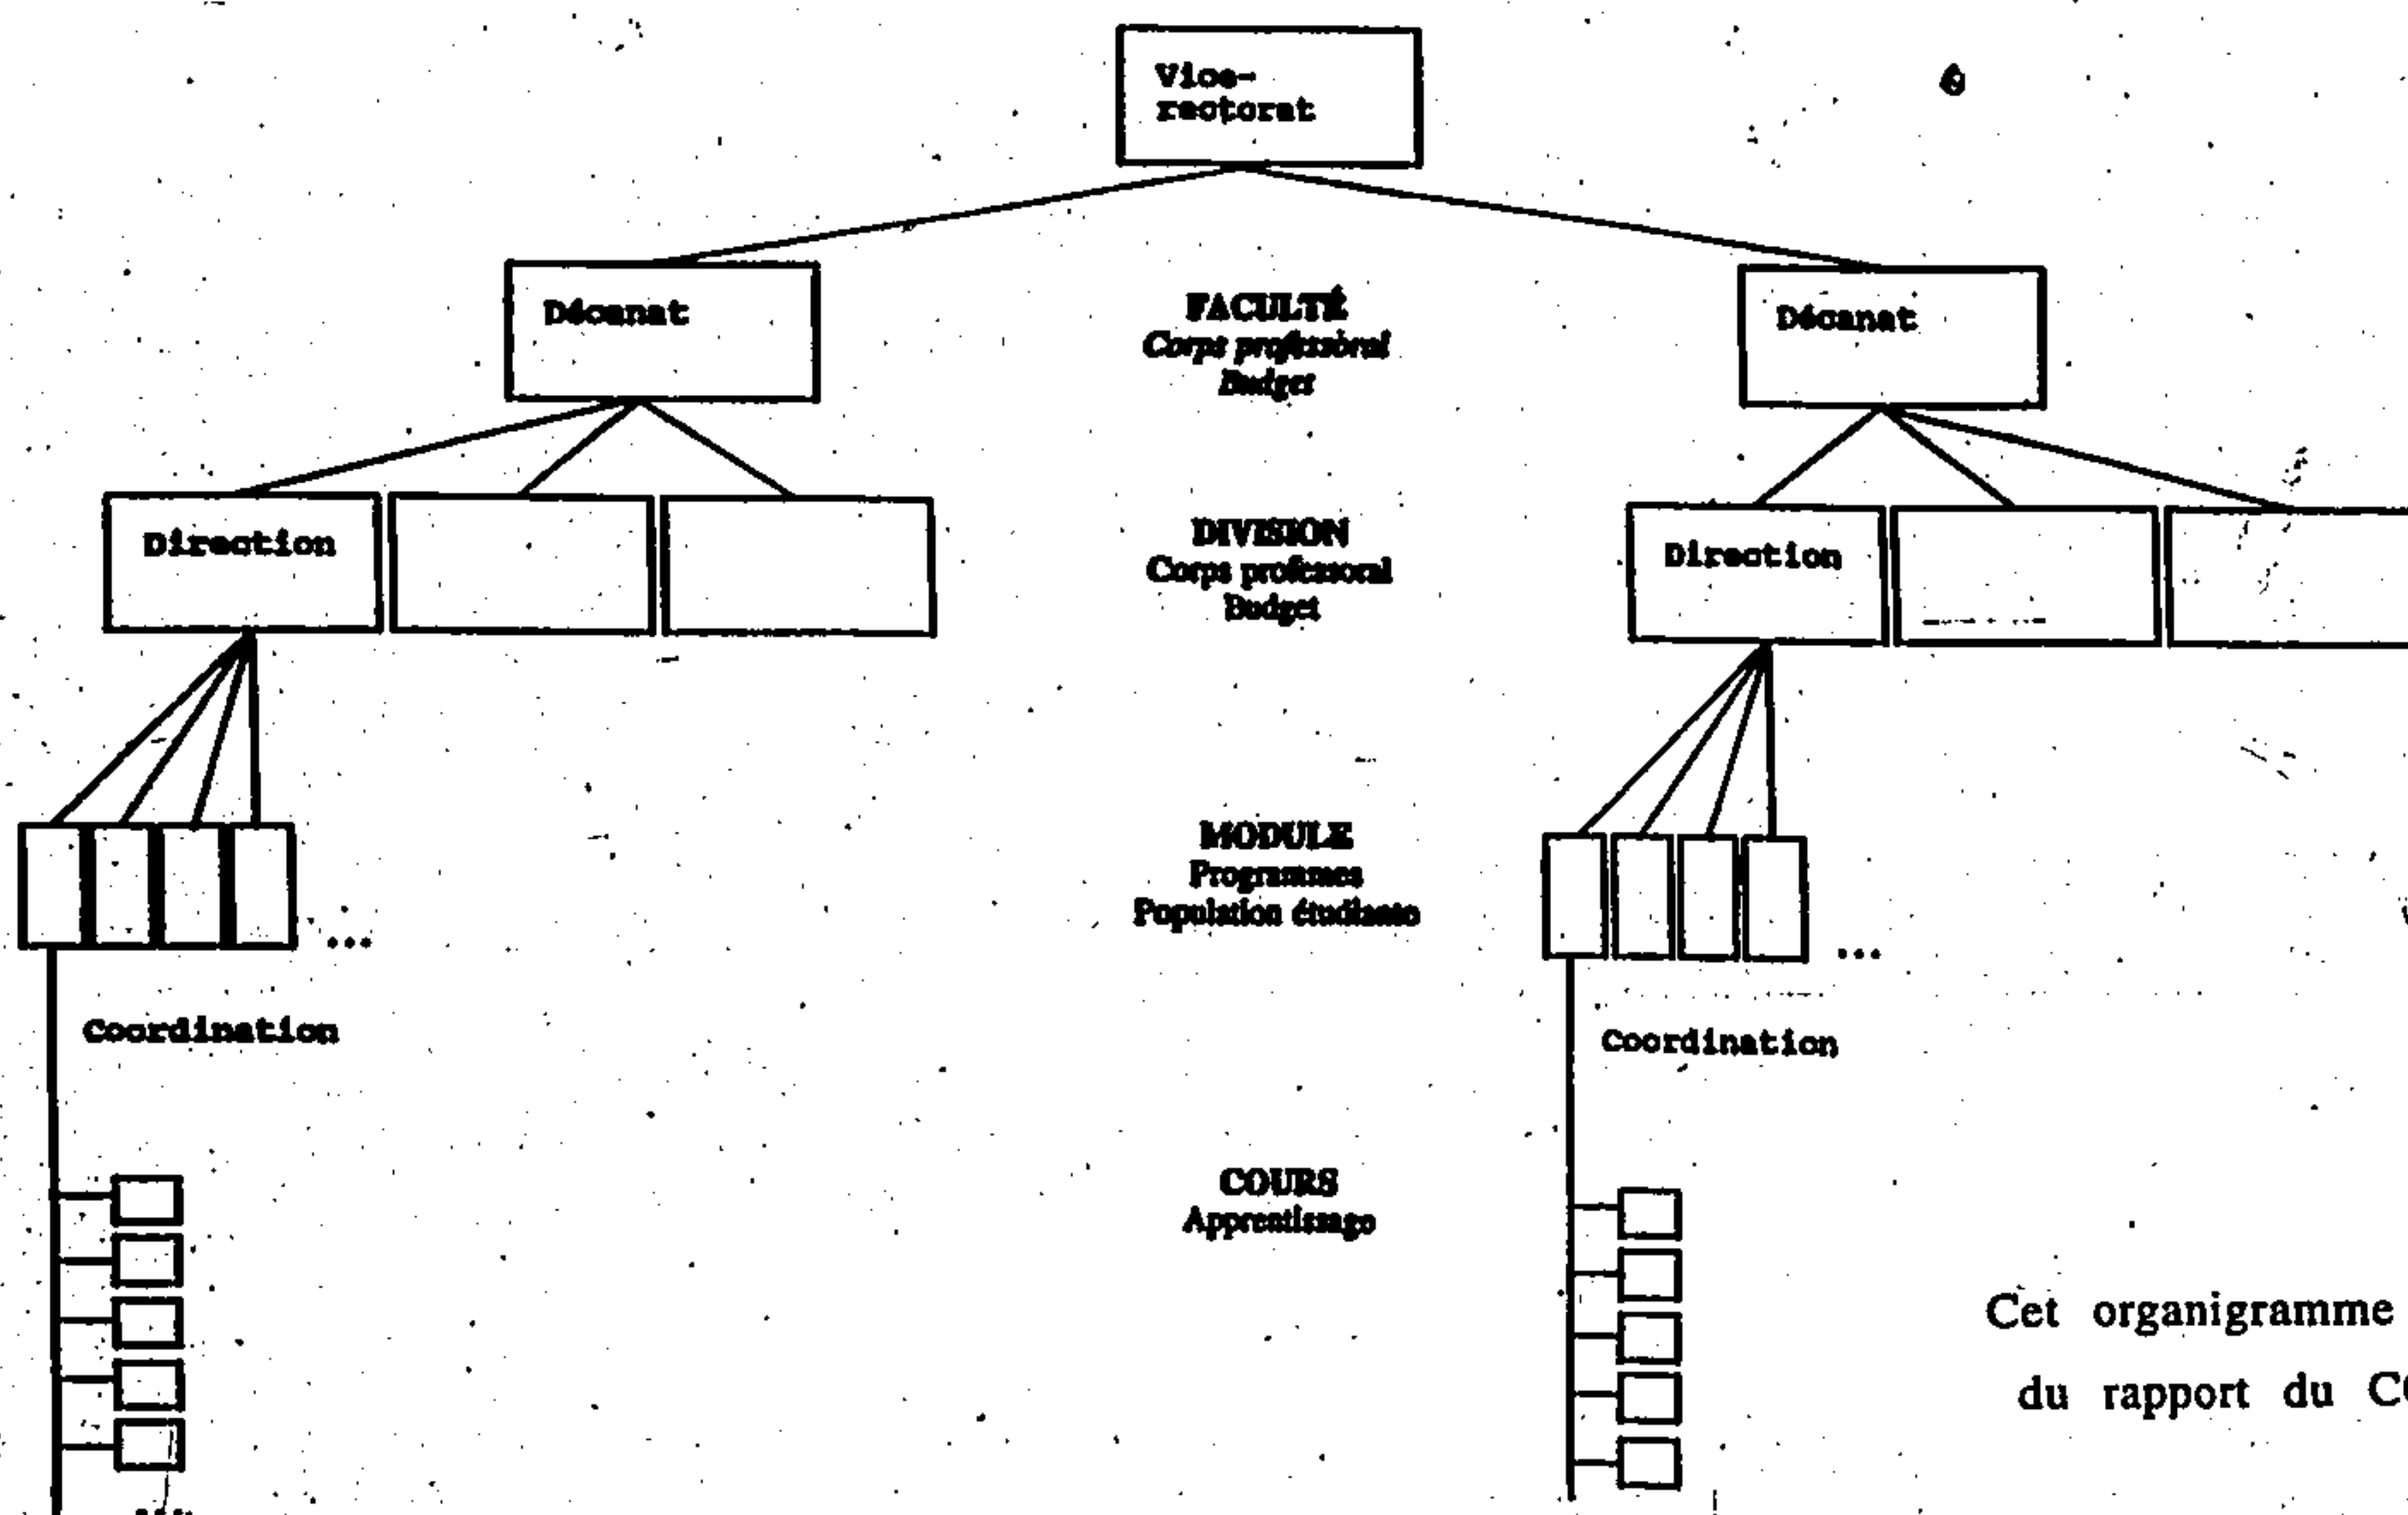 Vice-
rectorat
6
Décanat
FACULTÉ
Corps professoral
Budget
Décanat
Direction
DIVISION
Corps professoral
Budget
Direction
MODULE
Programmes
Population étudiante
...
...
Coordination
Coordination
COURS
Apprentissage
Cet organigramme
du rapport du
...